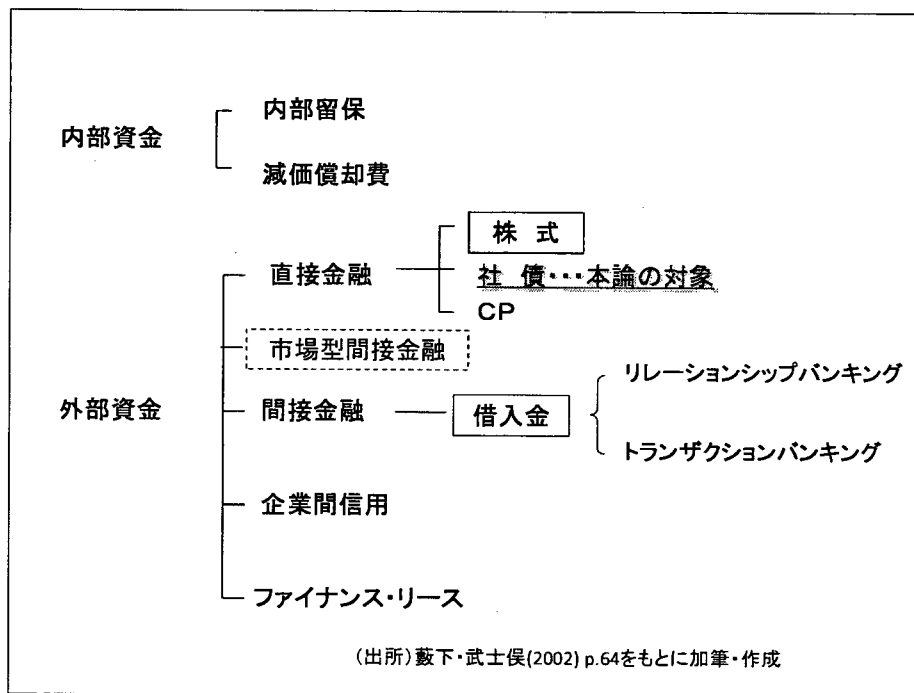 内部資金
内部留保
減価償却費
外部資金
直接金融
株 式
社 債･･･本論の対象
CP
市場型間接金融
間接金融
借入金
リレーションシップバンキング
トランザクションバンキング
企業間信用
ファイナンス・リース
(出所)藪下・武士俣(2002) p.64をもとに加筆・作成